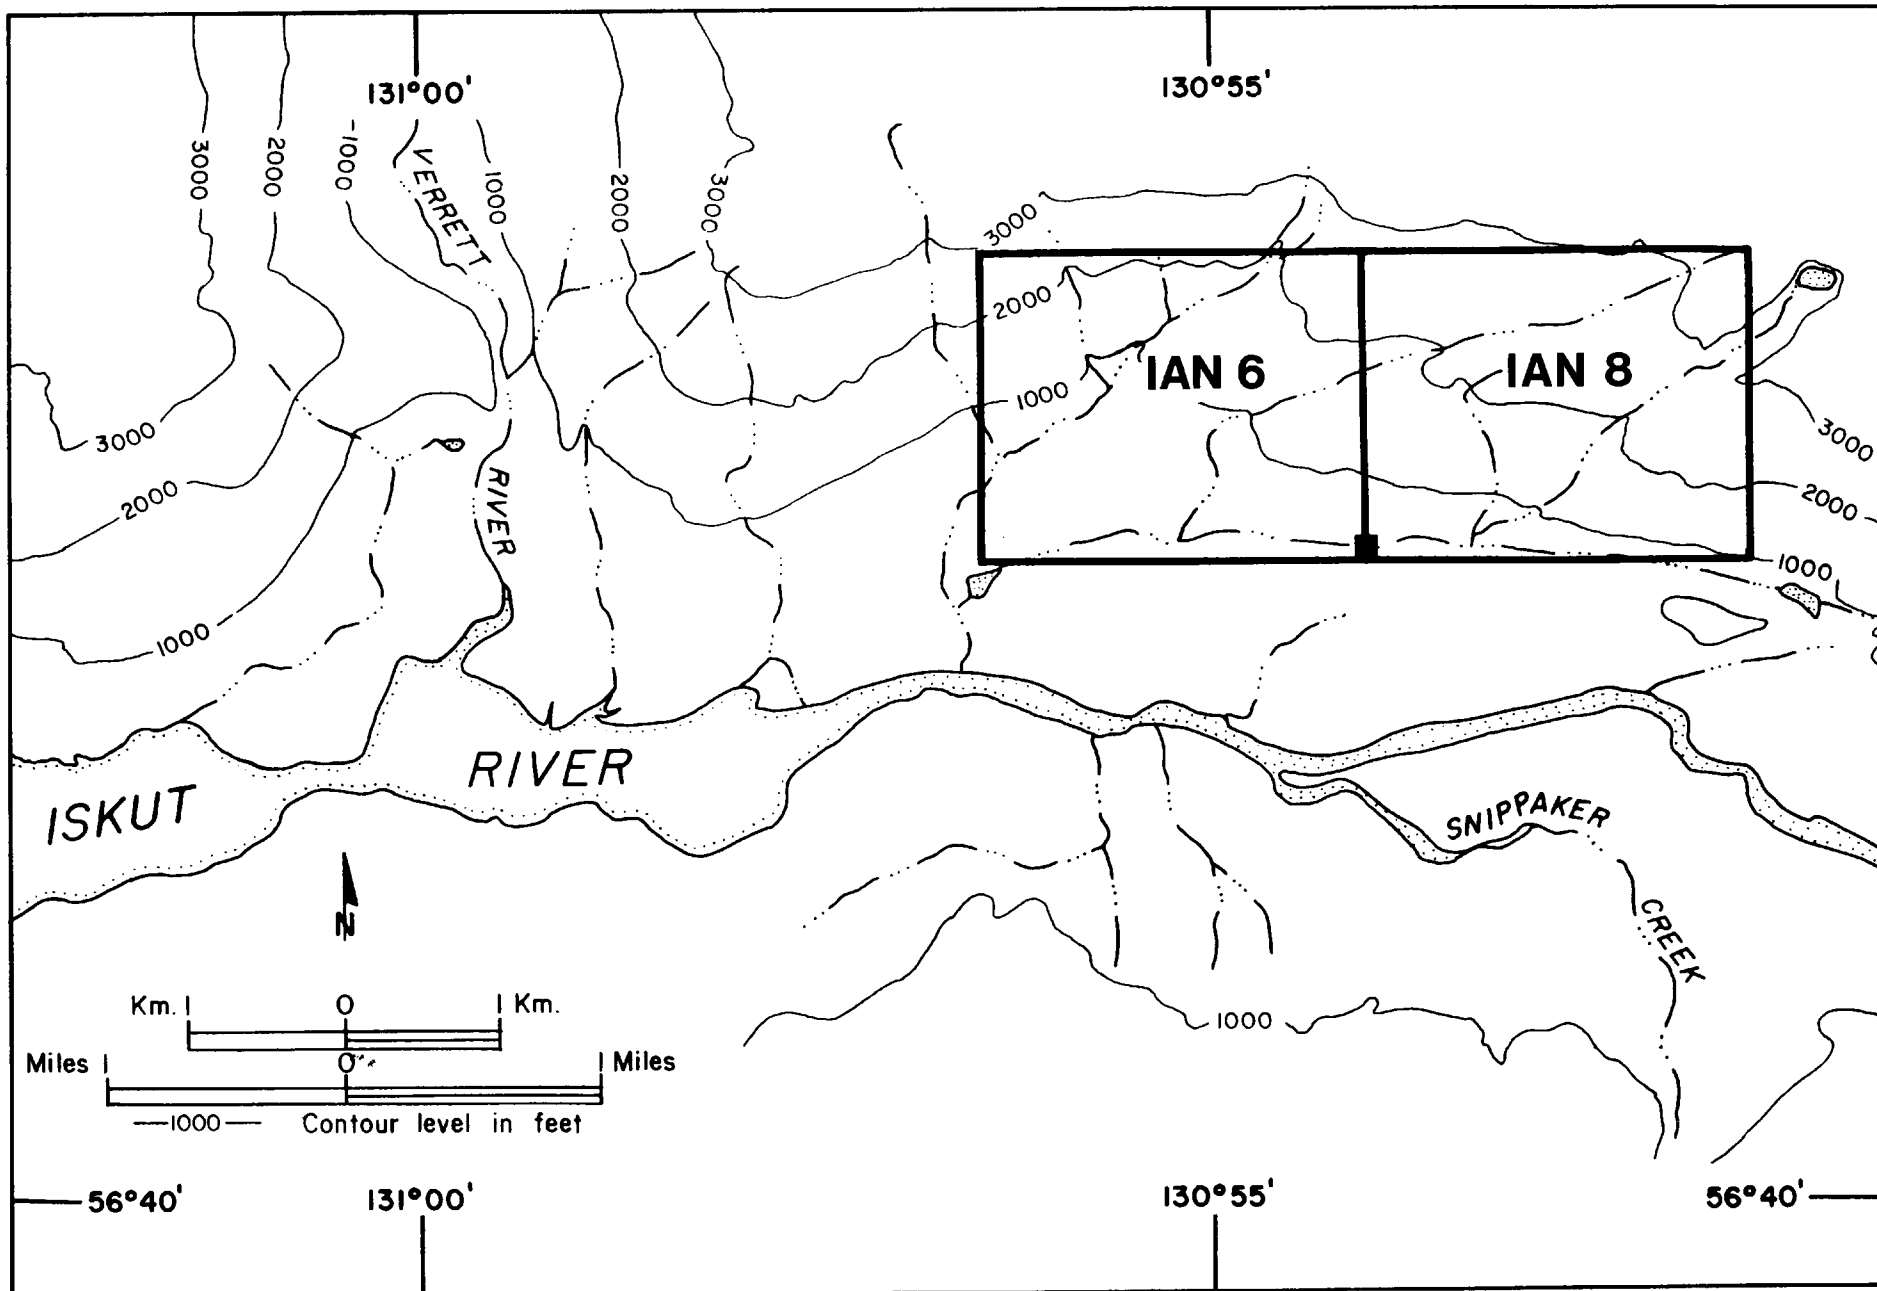 131°00'
130°55'
3000
2000
-1000
VERRETT
1000
2000
3000
3000
2000
1000
IAN 6
IAN 8
3000
2000
3000
2000
1000
1000
RIVER
ISKUT
RIVER
SNIPPAKER
CREEK
N
Km. 0 Km.
Miles 0 Miles
—1000— Contour level in feet
1000
56°40'
131°00'
130°55'
56°40'